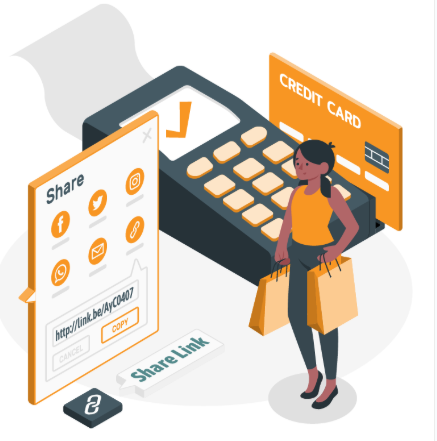 CREDIT CARD
Share
http://link.be/AyC0407
CANCEL
COPY
Share Link